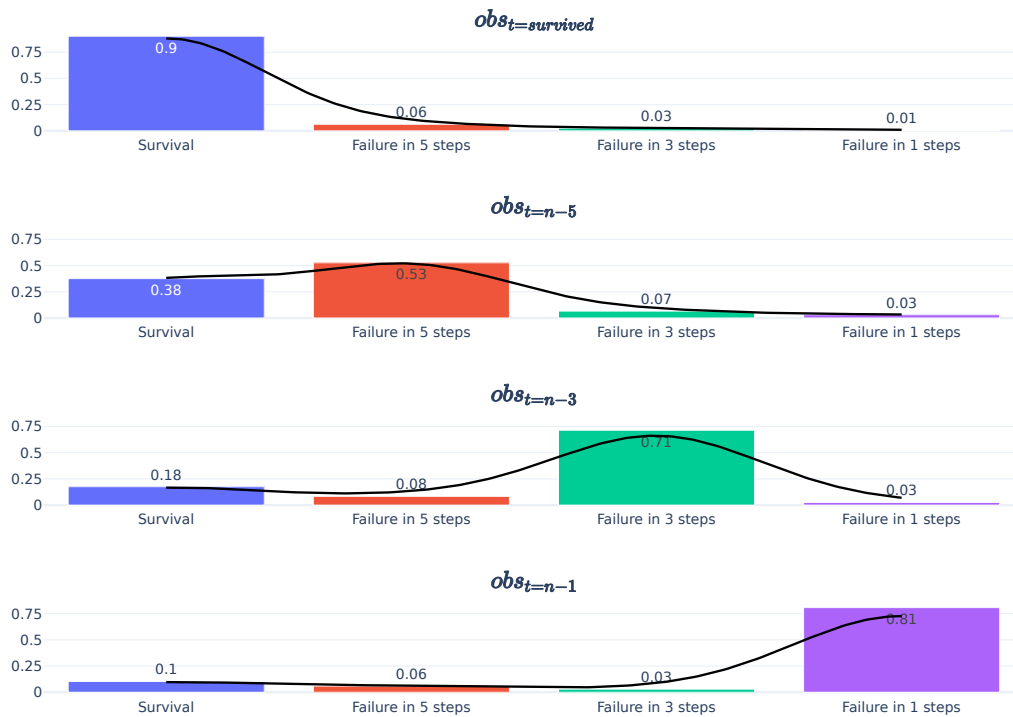 obs_{t=survived}
0.75
0.5
0.25
0
0.9
0.06
0.03
0.01
Survival
Failure in 5 steps
Failure in 3 steps
Failure in 1 steps
obs_{t=n−5}
0.75
0.5
0.25
0
0.38
0.53
0.07
0.03
Survival
Failure in 5 steps
Failure in 3 steps
Failure in 1 steps
obs_{t=n−3}
0.75
0.5
0.25
0
0.18
0.08
0.71
0.03
Survival
Failure in 5 steps
Failure in 3 steps
Failure in 1 steps
obs_{t=n−1}
0.75
0.5
0.25
0
0.1
0.06
0.03
0.81
Survival
Failure in 5 steps
Failure in 3 steps
Failure in 1 steps